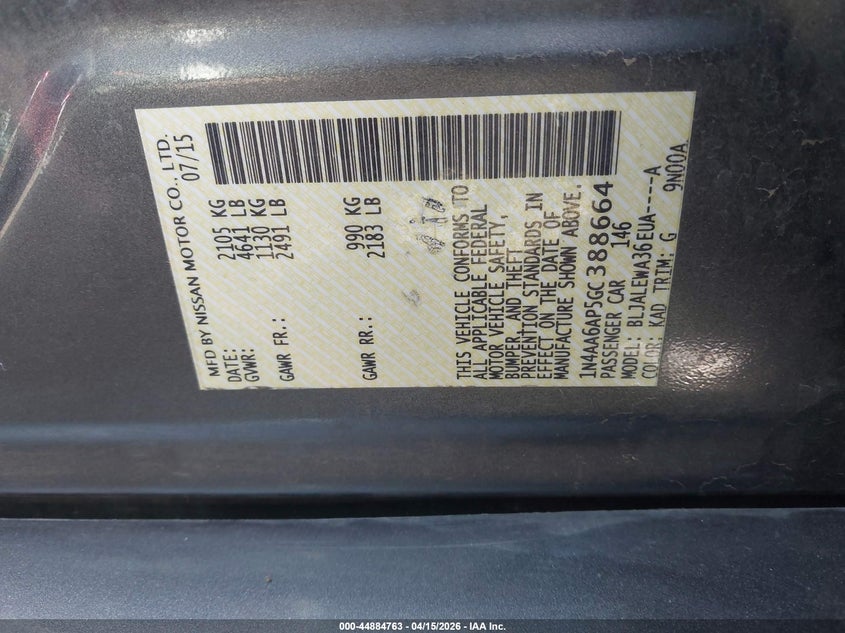 MFD BY NISSAN MOTOR CO., LTD.
DATE: 07/15
GVWR: 2105 KG
4641 LB
GAWR FR.: 1130 KG
2491 LB
GAWR RR.: 990 KG
2183 LB
THIS VEHICLE CONFORMS TO
ALL APPLICABLE FEDERAL
MOTOR VEHICLE SAFETY,
BUMPER, AND THEFT
PREVENTION STANDARDS IN
EFFECT ON THE DATE OF
MANUFACTURE SHOWN ABOVE.
1N4AA6AP5GC388664
PASSENGER CAR 146
MODEL: BLJALEWA36EUA-----A
COLOR: KAD TRIM: G 9N00A
000-44884763 - 04/15/2026 - IAA Inc.